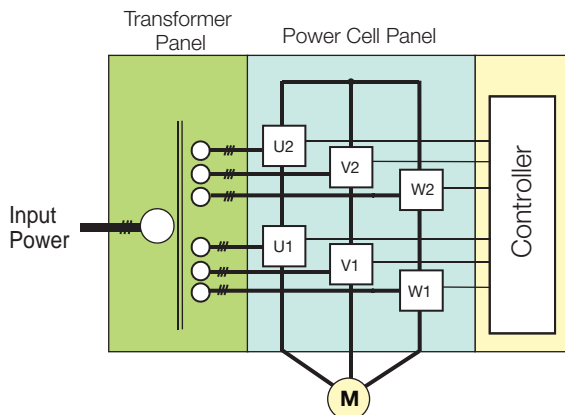 Transformer
Panel
Power Cell Panel
U2
V2
W2
Input
Power
U1
V1
W1
Controller
M